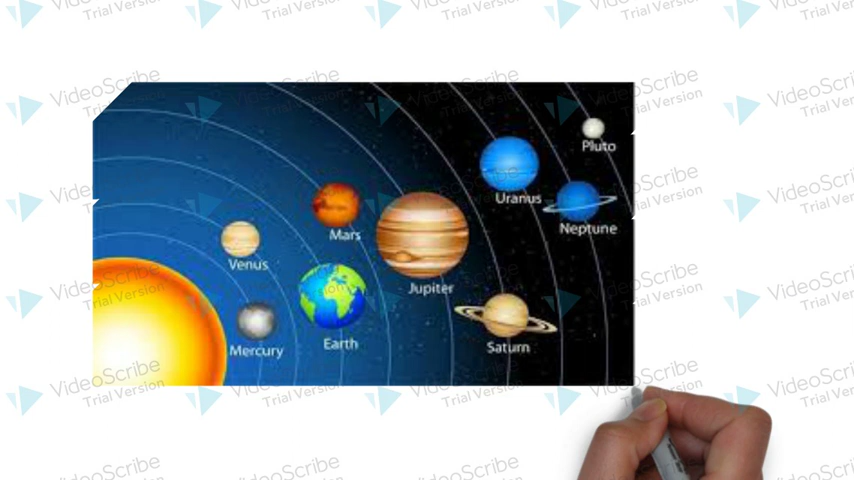 VideoScribe
Trial Version
Pluto
Uranus
Neptune
Mars
Venus
Jupiter
Mercury
Earth
Saturn